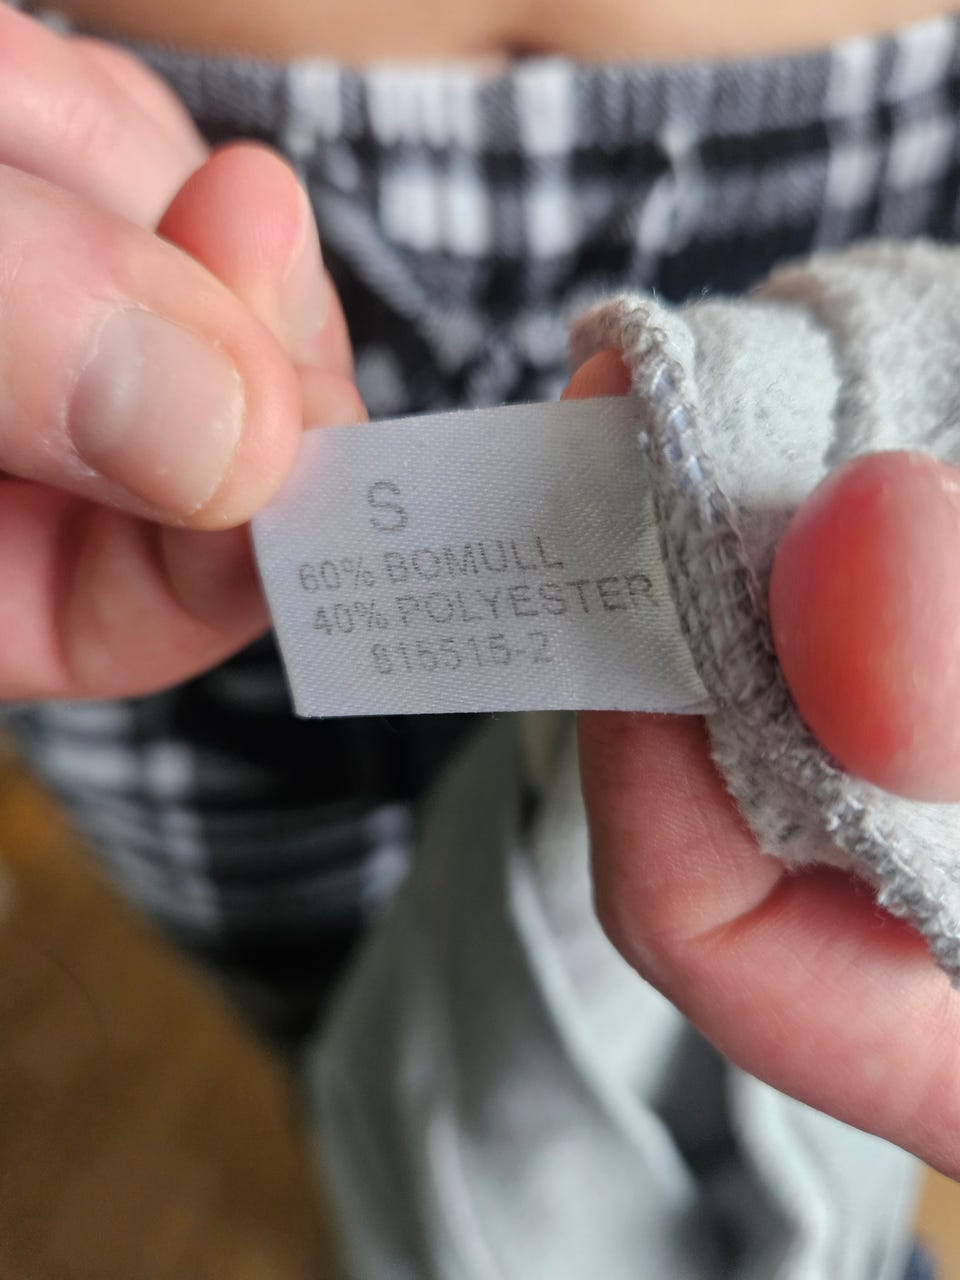 S
60% BOMULL
40% POLYESTER
815515-2